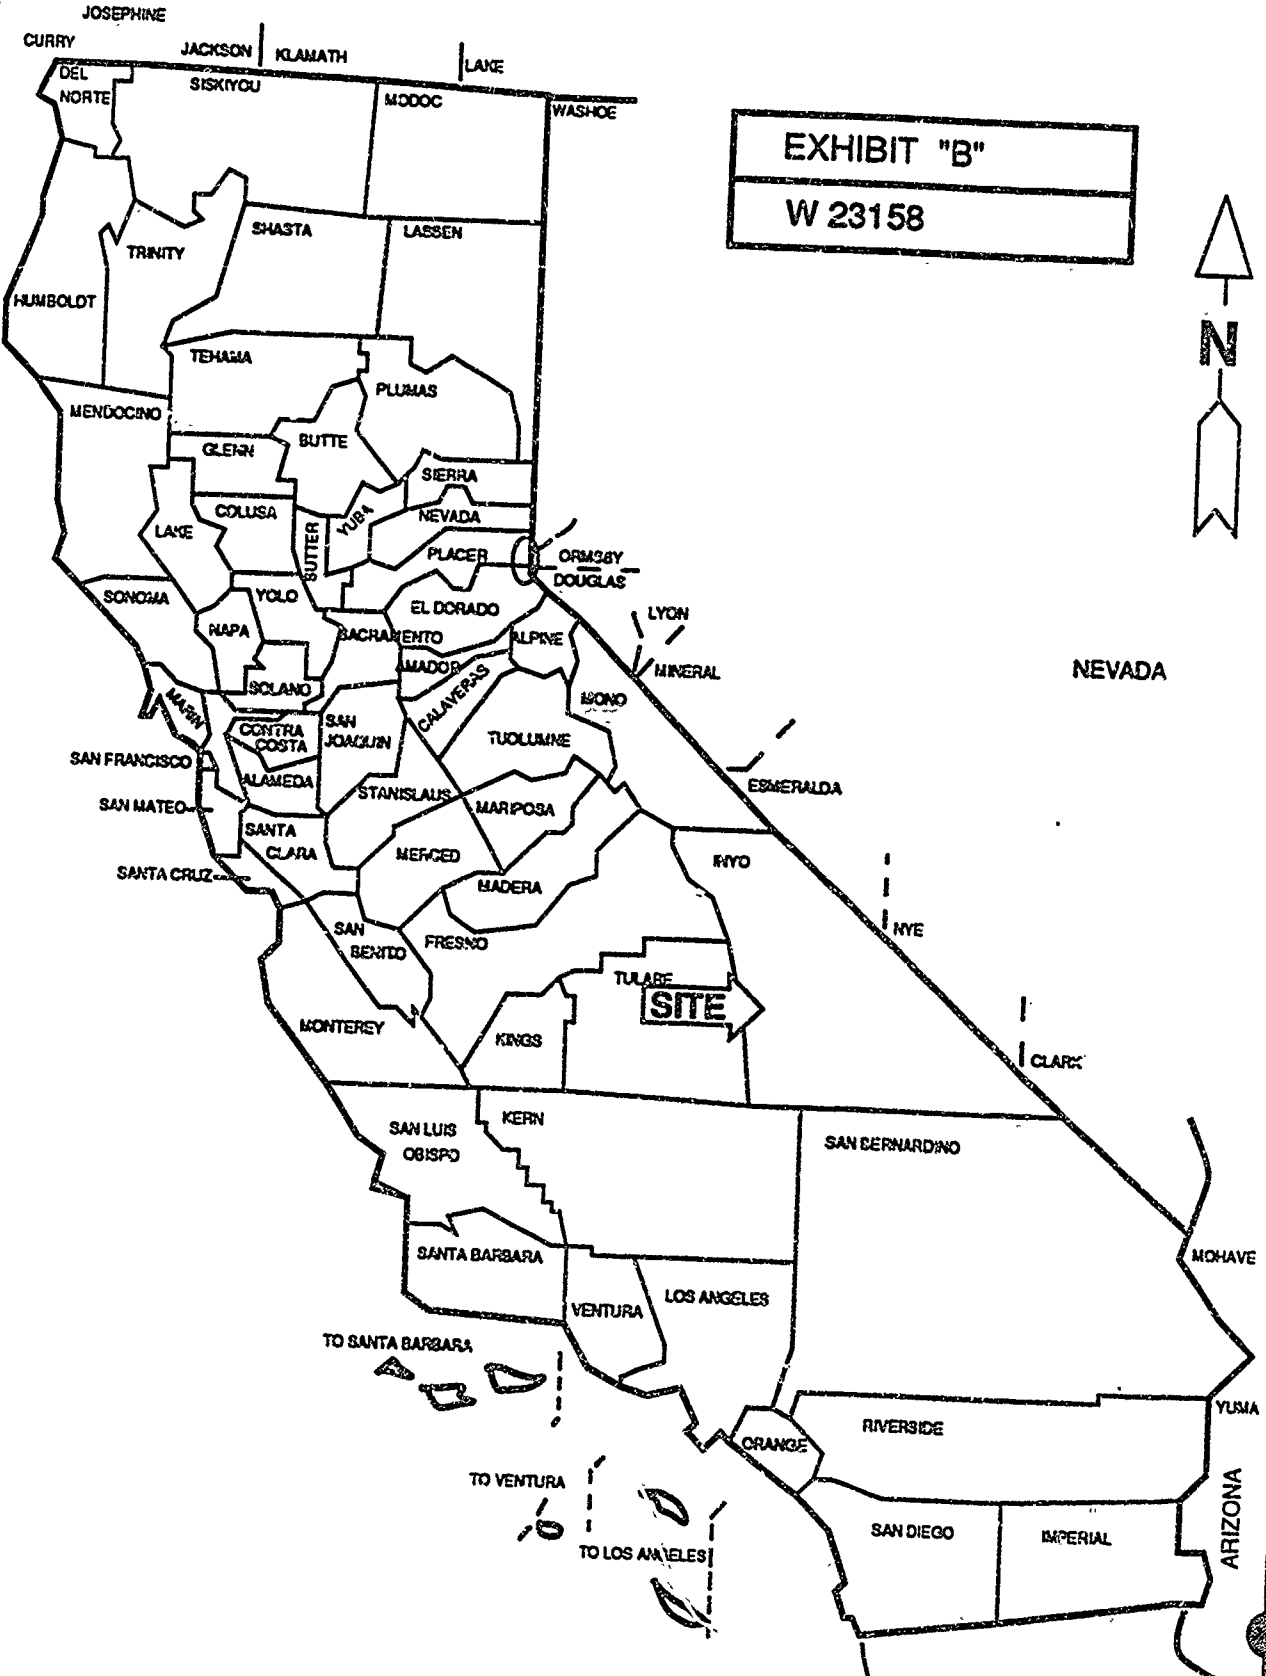 JOSEPHINE
CURRY
JACKSON
KLAMATH
LAKE
DEL
NORTE
SISKIYOU
MODOC
WASHOE
EXHIBIT "B"
W 23158
SHASTA
LASSEN
TRINITY
HUMBOLDT
N
TEHAMA
PLUMAS
MENDOCINO
BUTTE
GLENN
SIERRA
COLUSA
YUBA
NEVADA
LAKE
SUTTER
PLACER
ORMSBY
DOUGLAS
SONOMA
YOLO
EL DORADO
LYON
NAPA
SACRAMENTO
ALPINE
AMADOR
MINERAL
NEVADA
SOLANO
CALAVERAS
MONO
MARIN
CONTRA
COSTA
SAN
JOAQUIN
TUOLUMNE
SAN FRANCISCO
ALAMEDA
ESMERALDA
STANISLAUS
SAN MATEO
MARIPOSA
SANTA
CLARA
MERCED
INYO
SANTA CRUZ
MADERA
SAN
BENITO
FRESNO
NYE
TULARE
SITE
MONTEREY
KINGS
CLARK
KERN
SAN LUIS
OBISPO
SAN BERNARDINO
SANTA BARBARA
MOHAVE
VENTURA
LOS ANGELES
TO SANTA BARBARA
YUMA
RIVERSIDE
ORANGE
TO VENTURA
ARIZONA
SAN DIEGO
IMPERIAL
TO LOS ANGELES